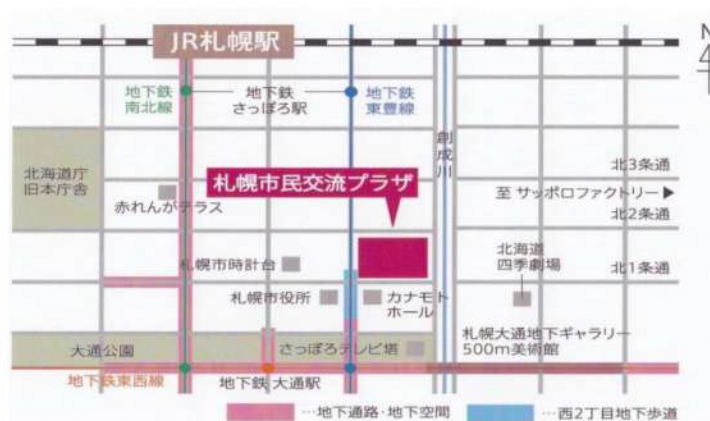 JR札幌駅
N
地下鉄
南北線
地下鉄
さっぽろ駅
地下鉄
東豊線
北海道庁
旧本庁舎
創成川
北3条通
札幌市民交流プラザ
至 サッポロファクトリー▶
赤れんがテラス
北2条通
札幌市時計台
北海道
四季劇場
北1条通
札幌市役所
カナモト
ホール
大通公園
さっぽろテレビ塔
札幌大通地下ギャラリー
500m美術館
地下鉄東西線
地下鉄 大通駅
…地下通路・地下空間
…西2丁目地下歩道